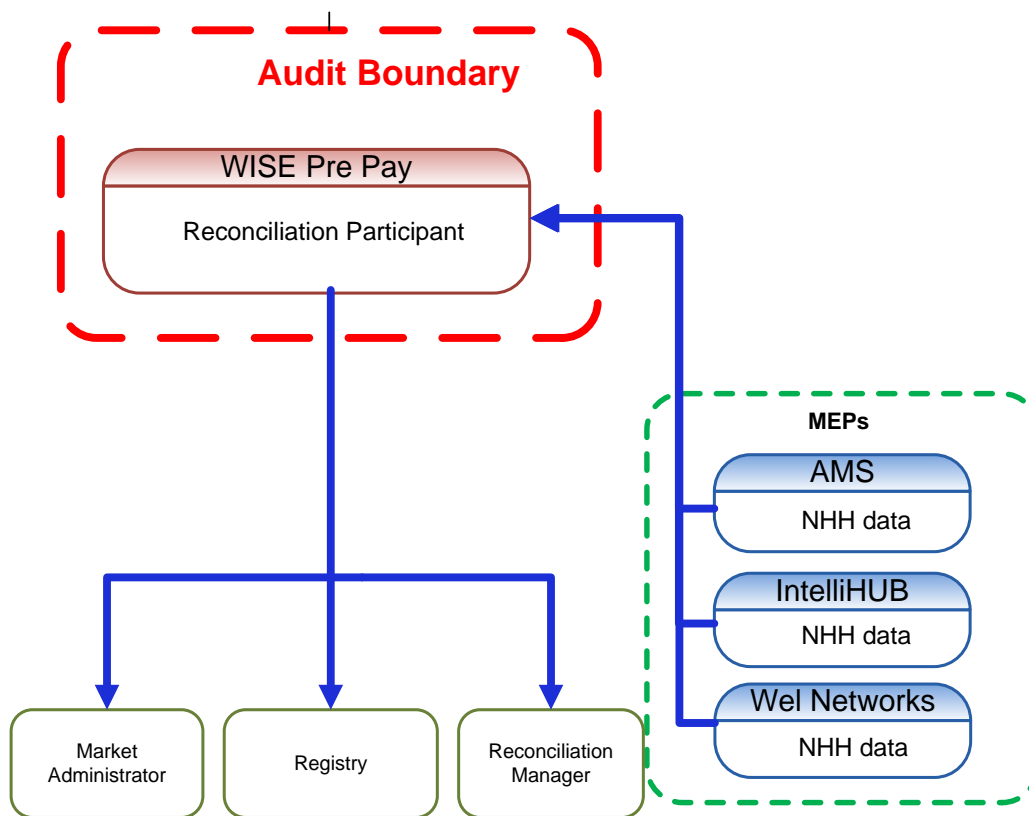 Audit Boundary
WISE Pre Pay
Reconciliation Participant
MEPs
AMS
NHH data
IntelliHUB
NHH data
Wel Networks
NHH data
Market
Administrator
Registry
Reconciliation
Manager